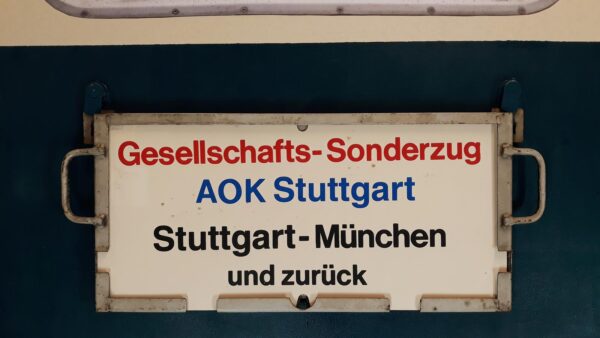 Gesellschafts-Sonderzug
AOK Stuttgart
Stuttgart-München
und zurück